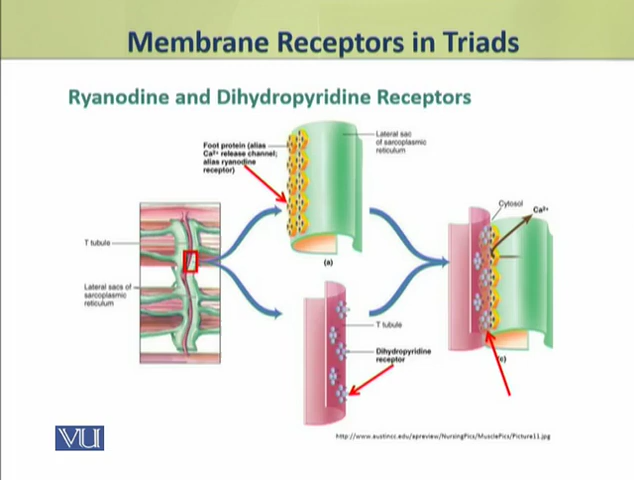 Membrane Receptors in Triads
Ryanodine and Dihydropyridine Receptors
Foot protein (alias
Ca²⁺ release channel;
alias ryanodine
receptor)
Lateral sac
of sarcoplasmic
reticulum
(a)
T tubule
Lateral sacs of
sarcoplasmic
reticulum
T tubule
Dihydropyridine
receptor
Cytosol
Ca²⁺
(c)
VU
http://www.austincc.edu/apreview/NursingPics/MusclePics/Picture11.jpg